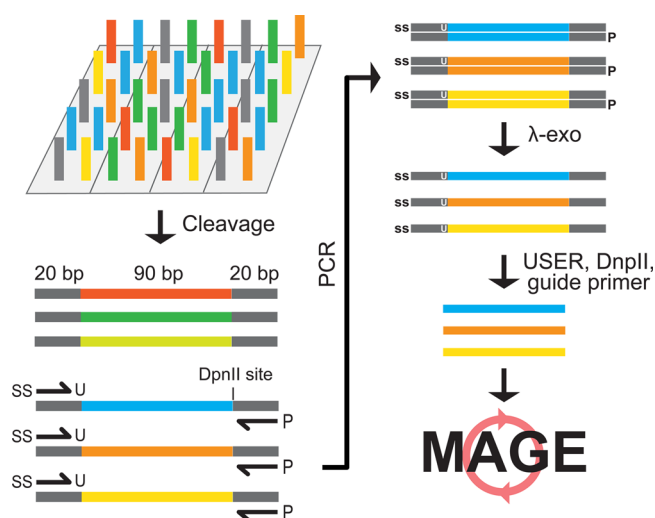 Cleavage
20 bp 90 bp 20 bp
DpnII site
SS U
P
SS U
P
SS U
P
PCR
SS U
P
SS U
P
SS U
P
λ-exo
SS U
SS U
SS U
USER, DnpII,
guide primer
MAGE